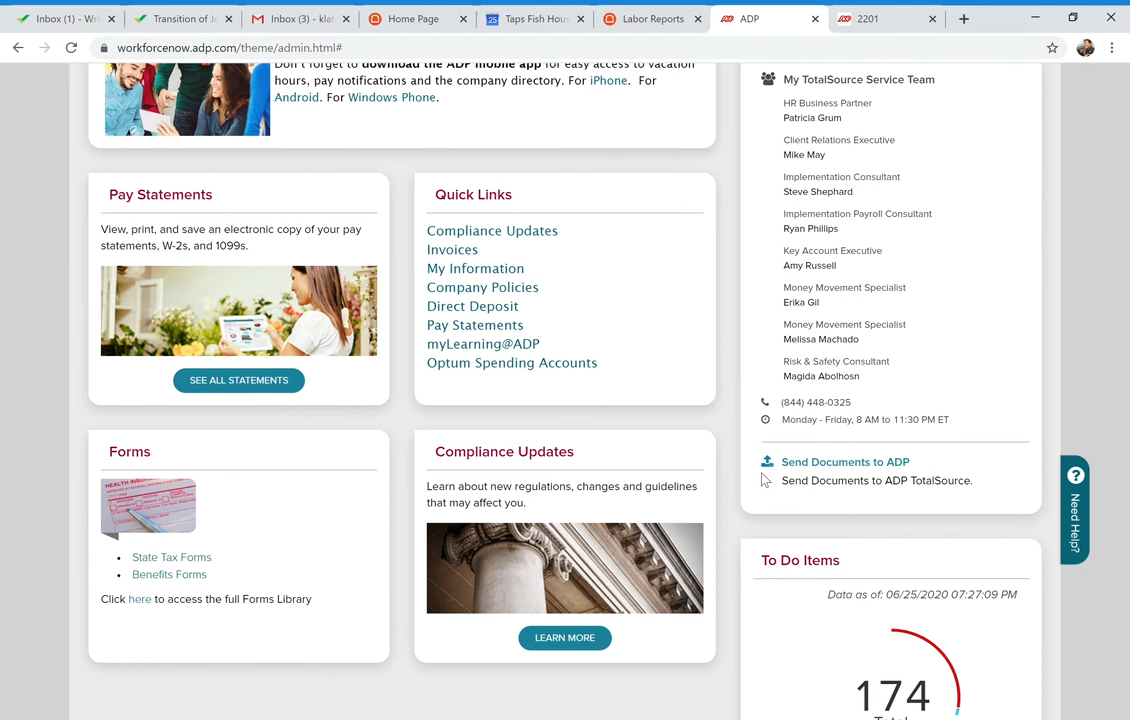 Inbox (1) - Wri
Transition of Jo
Inbox (3) - klat
Home Page
Taps Fish Hou
Labor Reports
ADP
2201
workforcenow.adp.com/theme/admin.html#
Don't forget to download the ADP mobile app for easy access to vacation
hours, pay notifications and the company directory. For iPhone. For
Android. For Windows Phone.
Pay Statements
View, print, and save an electronic copy of your pay
statements, W-2s, and 1099s.
SEE ALL STATEMENTS
Quick Links
Compliance Updates
Invoices
My Information
Company Policies
Direct Deposit
Pay Statements
myLearning@ADP
Optum Spending Accounts
Forms
State Tax Forms
Benefits Forms
Click here to access the full Forms Library
Compliance Updates
Learn about new regulations, changes and guidelines
that may affect you.
LEARN MORE
My TotalSource Service Team
HR Business Partner
Patricia Grum
Client Relations Executive
Mike May
Implementation Consultant
Steve Shephard
Implementation Payroll Consultant
Ryan Phillips
Key Account Executive
Amy Russell
Money Movement Specialist
Erika Gil
Money Movement Specialist
Melissa Machado
Risk & Safety Consultant
Magida Abolhosn
(844) 448-0325
Monday - Friday, 8 AM to 11:30 PM ET
Send Documents to ADP
Send Documents to ADP TotalSource.
To Do Items
Data as of: 06/25/2020 07:27:09 PM
174
Total
Need Help?